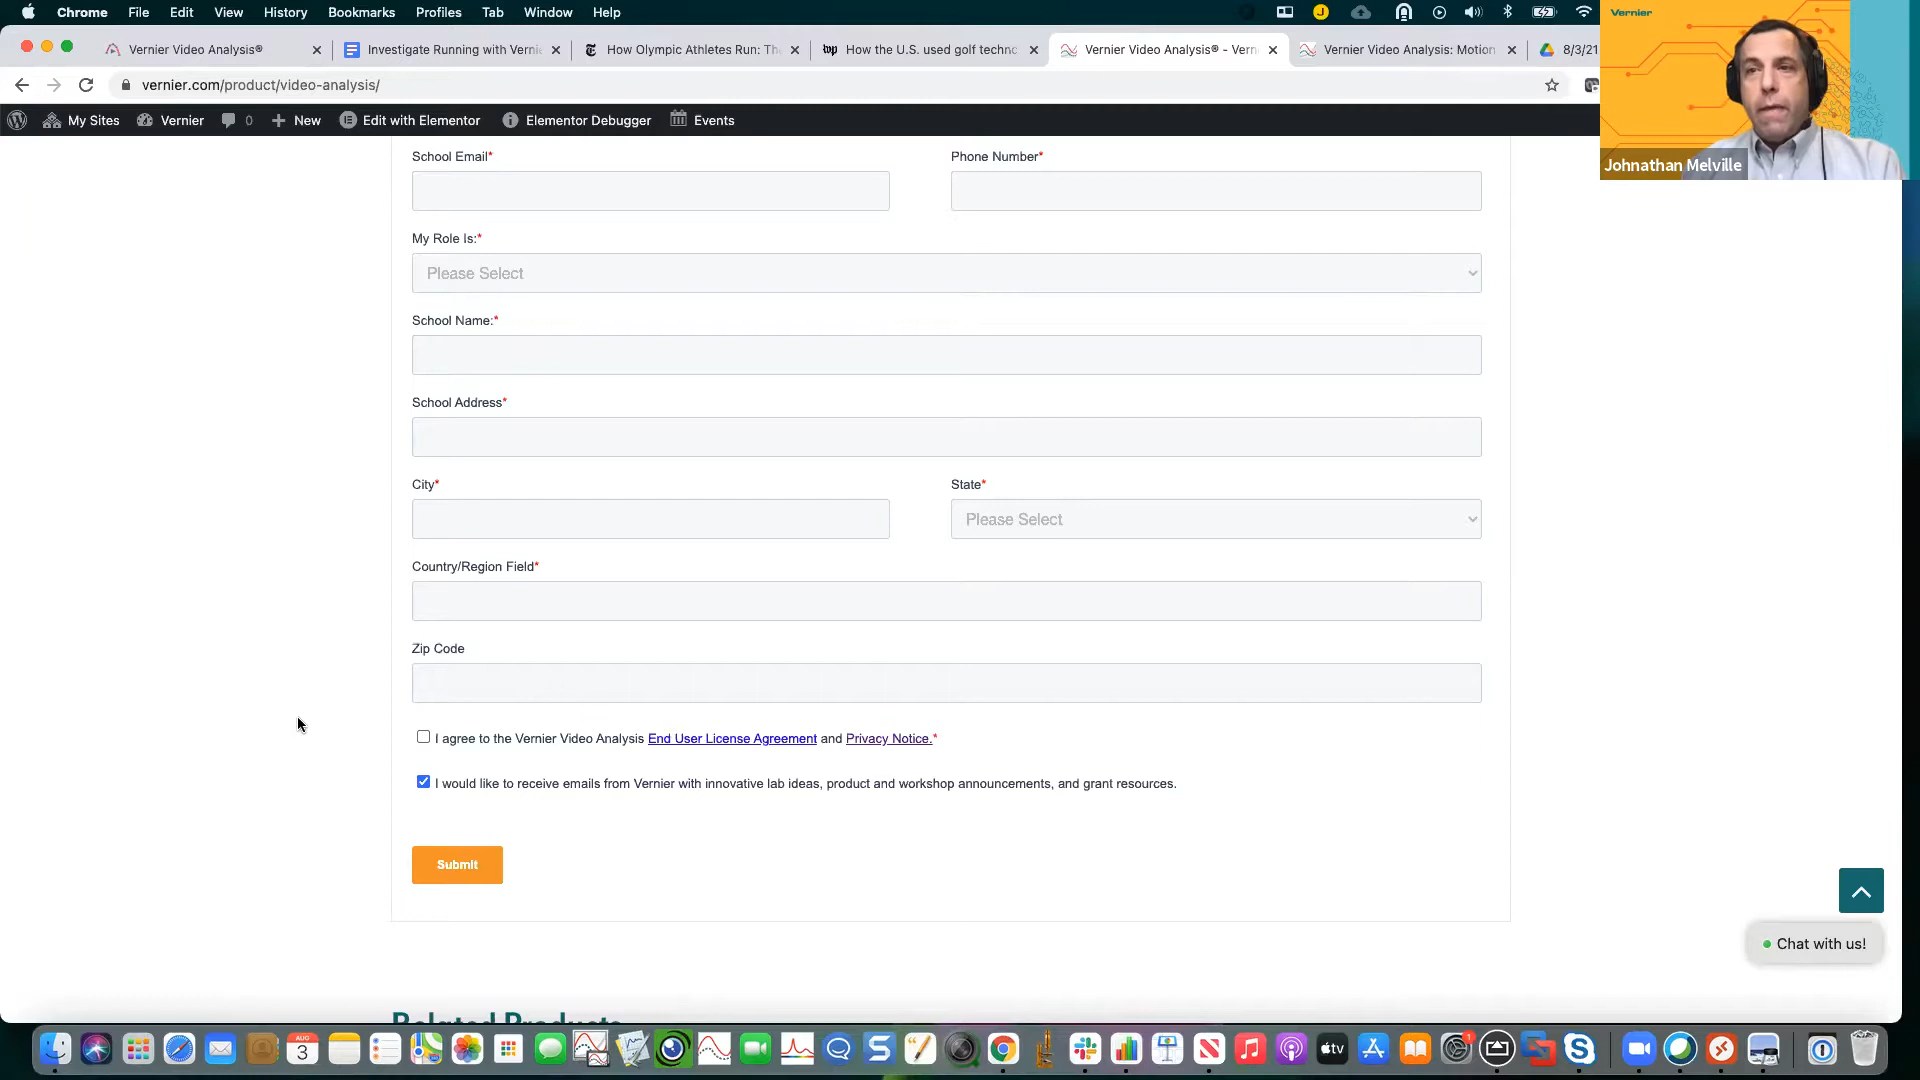 Chrome File Edit View History Bookmarks Profiles Tab Window Help
Vernier
Vernier Video Analysis®
Investigate Running with Verni
How Olympic Athletes Run: Th
How the U.S. used golf techno
Vernier Video Analysis® - Vern
Vernier Video Analysis: Motion
8/3/21
vernier.com/product/video-analysis/
My Sites Vernier 0 New Edit with Elementor Elementor Debugger Events
Johnathan Melville
School Email* Phone Number*
My Role Is:*
Please Select
School Name:*
School Address*
City* State*
Please Select
Country/Region Field*
Zip Code
I agree to the Vernier Video Analysis End User License Agreement and Privacy Notice.*
I would like to receive emails from Vernier with innovative lab ideas, product and workshop announcements, and grant resources.
Submit
Chat with us!
Related Products
AUG
3
tv